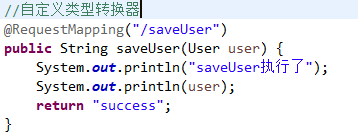 //自定义类型转换器
@RequestMapping("/saveUser")
public String saveUser(User user) {
    System.out.println("saveUser执行了");
    System.out.println(user);
    return "success";
}